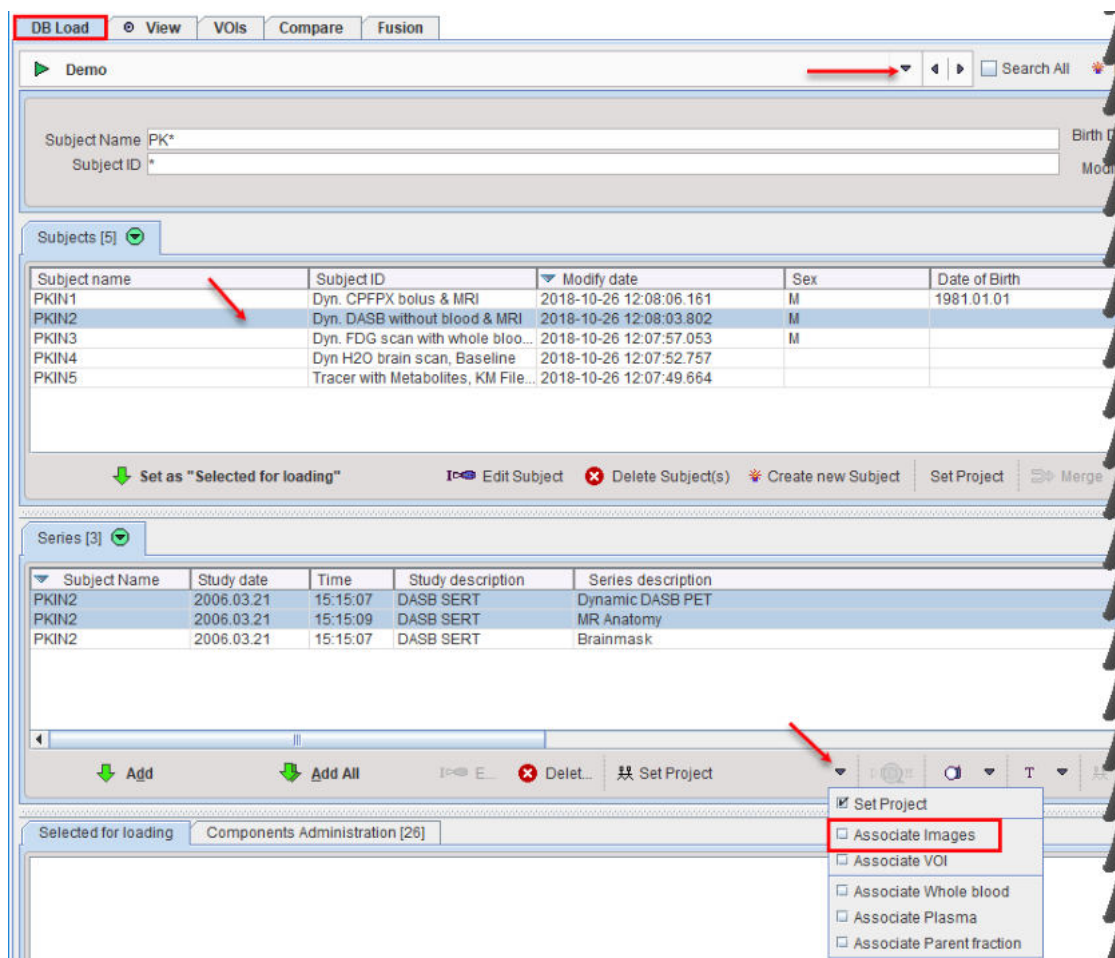 DB Load View VOIs Compare Fusion
Demo Search All
Subject Name PK* Birth D
Subject ID *
Modi
Subjects [5]
Subject name Subject ID Modify date Sex Date of Birth
PKIN1 Dyn. CPFPX bolus & MRI 2018-10-26 12:08:06.161 M 1981.01.01
PKIN2 Dyn. DASB without blood & MRI 2018-10-26 12:08:03.802 M
PKIN3 Dyn. FDG scan with whole bloo... 2018-10-26 12:07:57.053 M
PKIN4 Dyn H2O brain scan, Baseline 2018-10-26 12:07:52.757
PKIN5 Tracer with Metabolites, KM File... 2018-10-26 12:07:49.664
Set as "Selected for loading" Edit Subject Delete Subject(s) Create new Subject Set Project Merge
Series [3]
Subject Name Study date Time Study description Series description
PKIN2 2006.03.21 15:15:07 DASB SERT Dynamic DASB PET
PKIN2 2006.03.21 15:15:09 DASB SERT MR Anatomy
PKIN2 2006.03.21 15:15:07 DASB SERT Brainmask
Add Add All E... Delet... Set Project T
Set Project
Selected for loading Components Administration [26]
Associate Images
Associate VOI
Associate Whole blood
Associate Plasma
Associate Parent fraction